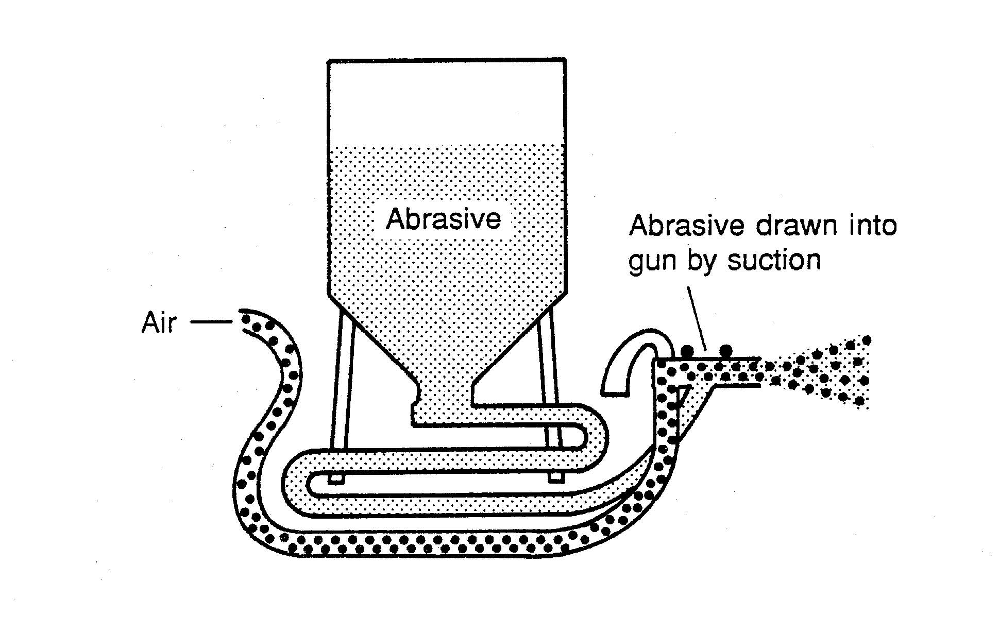 Abrasive
Abrasive drawn into
gun by suction
Air